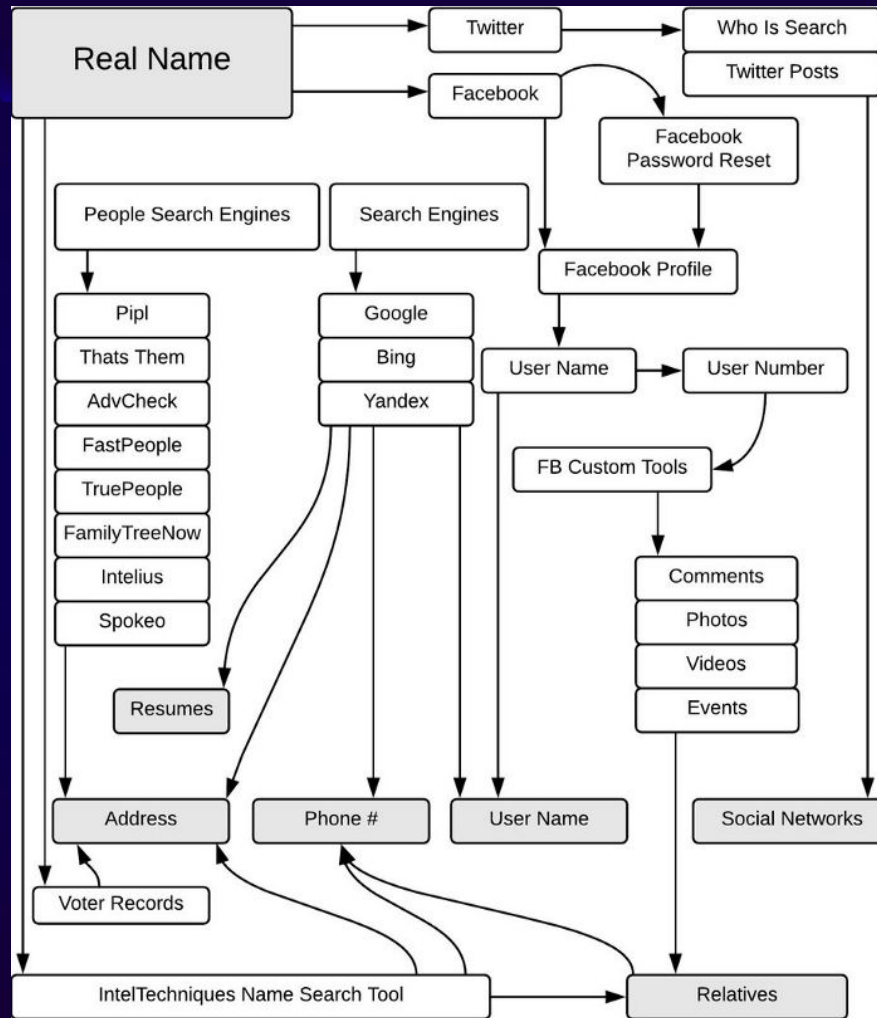 Real Name
Twitter
Who Is Search
Twitter Posts
Facebook
Facebook
Password Reset
People Search Engines
Search Engines
Facebook Profile
Pipl
Thats Them
AdvCheck
FastPeople
TruePeople
FamilyTreeNow
Intelius
Spokeo
Google
Bing
Yandex
User Name
User Number
FB Custom Tools
Comments
Photos
Videos
Events
Resumes
Address
Phone #
User Name
Social Networks
Voter Records
IntelTechniques Name Search Tool
Relatives